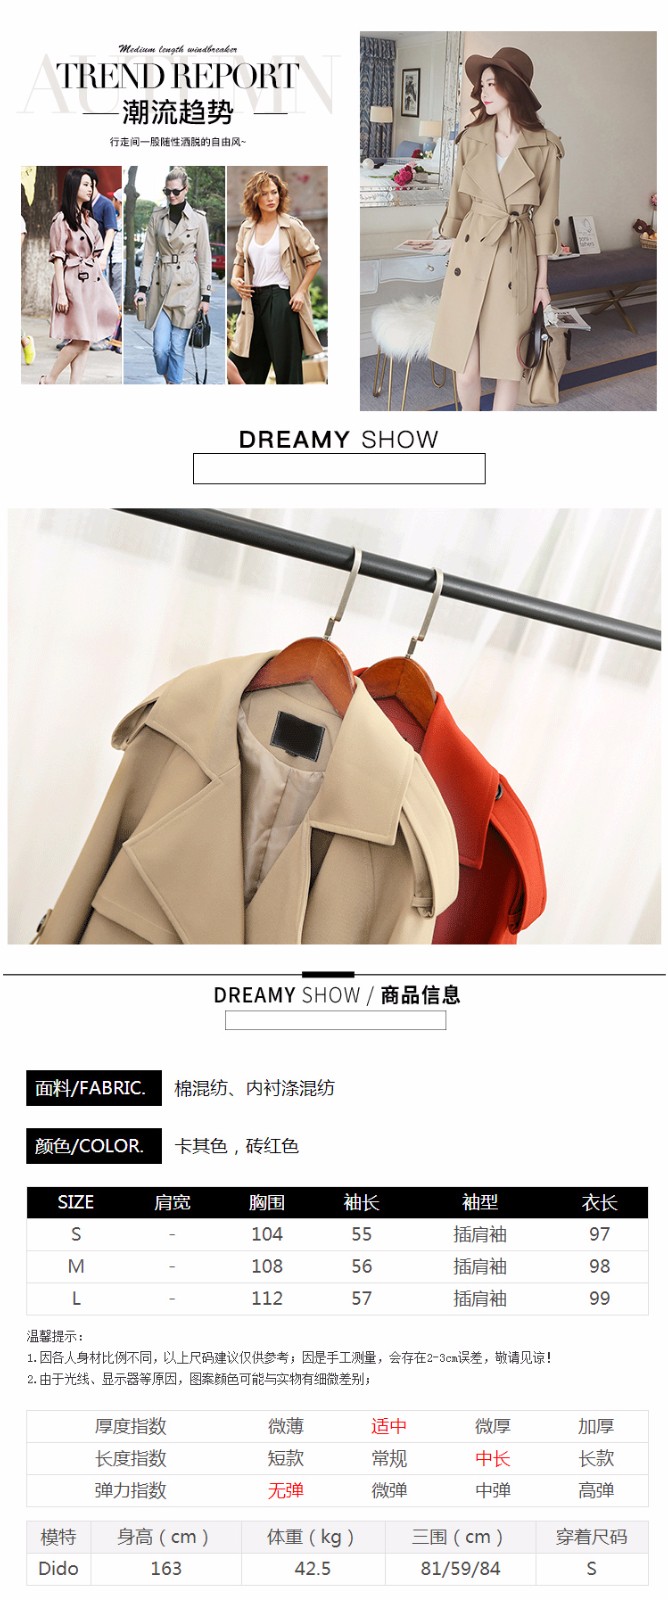 AUTUMN
Medium length windbreaker
TREND REPORT
潮流趋势
行走间一股随性洒脱的自由风~
DREAMY SHOW
DREAMY SHOW / 商品信息
面料/FABRIC. 棉混纺、内衬涤混纺
颜色/COLOR. 卡其色，砖红色
SIZE 肩宽 胸围 袖长 袖型 衣长
S - 104 55 插肩袖 97
M - 108 56 插肩袖 98
L - 112 57 插肩袖 99
温馨提示：
1.因各人身材比例不同，以上尺码建议仅供参考；因是手工测量，会存在2-3cm误差，敬请见谅！
2.由于光线、显示器等原因，图案颜色可能与实物有细微差别；
厚度指数 微薄 适中 微厚 加厚
长度指数 短款 常规 中长 长款
弹力指数 无弹 微弹 中弹 高弹
模特 身高（cm） 体重（kg） 三围（cm） 穿着尺码
Dido 163 42.5 81/59/84 S